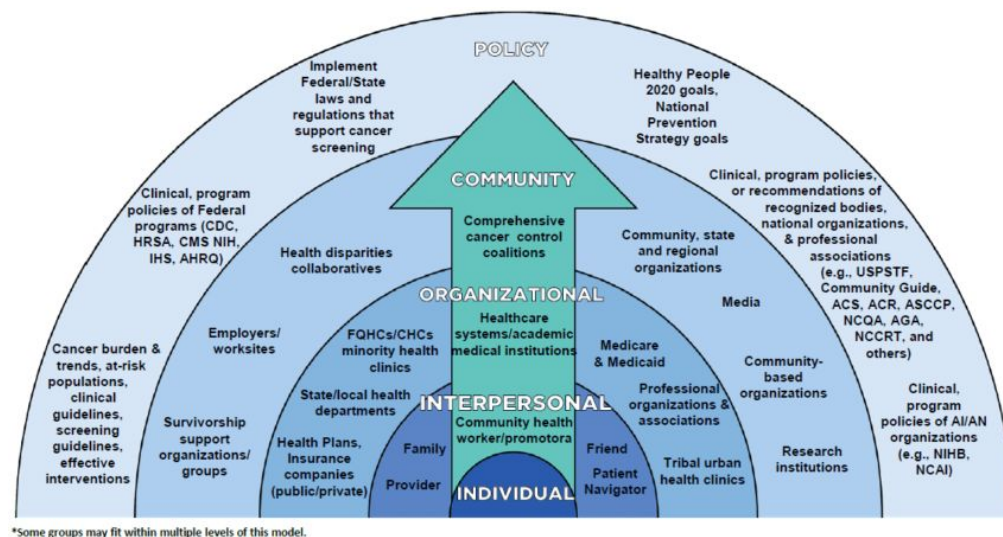 POLICY
Implement
Federal/State
laws and
regulations that
support cancer
screening
Healthy People
2020 goals,
National
Prevention
Strategy goals
Clinical, program
policies of Federal
programs (CDC,
HRSA, CMS NIH,
IHS, AHRQ)
Clinical, program policies,
or recommendations of
recognized bodies,
national organizations,
& professional
associations
(e.g., USPSTF,
Community Guide,
ACS, ACR, ASCCP,
NCQA, AGA,
NCCRT, and
others)
Cancer burden &
trends, at-risk
populations,
clinical
guidelines,
screening
guidelines,
effective
interventions
Clinical,
program
policies of AI/AN
organizations
(e.g., NIHB,
NCAI)
COMMUNITY
Comprehensive
cancer control
coalitions
Health disparities
collaboratives
Community, state
and regional
organizations
Employers/
worksites
Media
Survivorship
support
organizations/
groups
Community-
based
organizations
Research
institutions
ORGANIZATIONAL
Healthcare
systems/academic
medical institutions
FQHCs/CHCs
minority health
clinics
Medicare
& Medicaid
State/local health
departments
Professional
organizations &
associations
Health Plans,
Insurance
companies
(public/private)
Tribal urban
health clinics
INTERPERSONAL
Community health
worker/promotora
Family
Friend
Provider
Patient
Navigator
INDIVIDUAL
*Some groups may fit within multiple levels of this model.